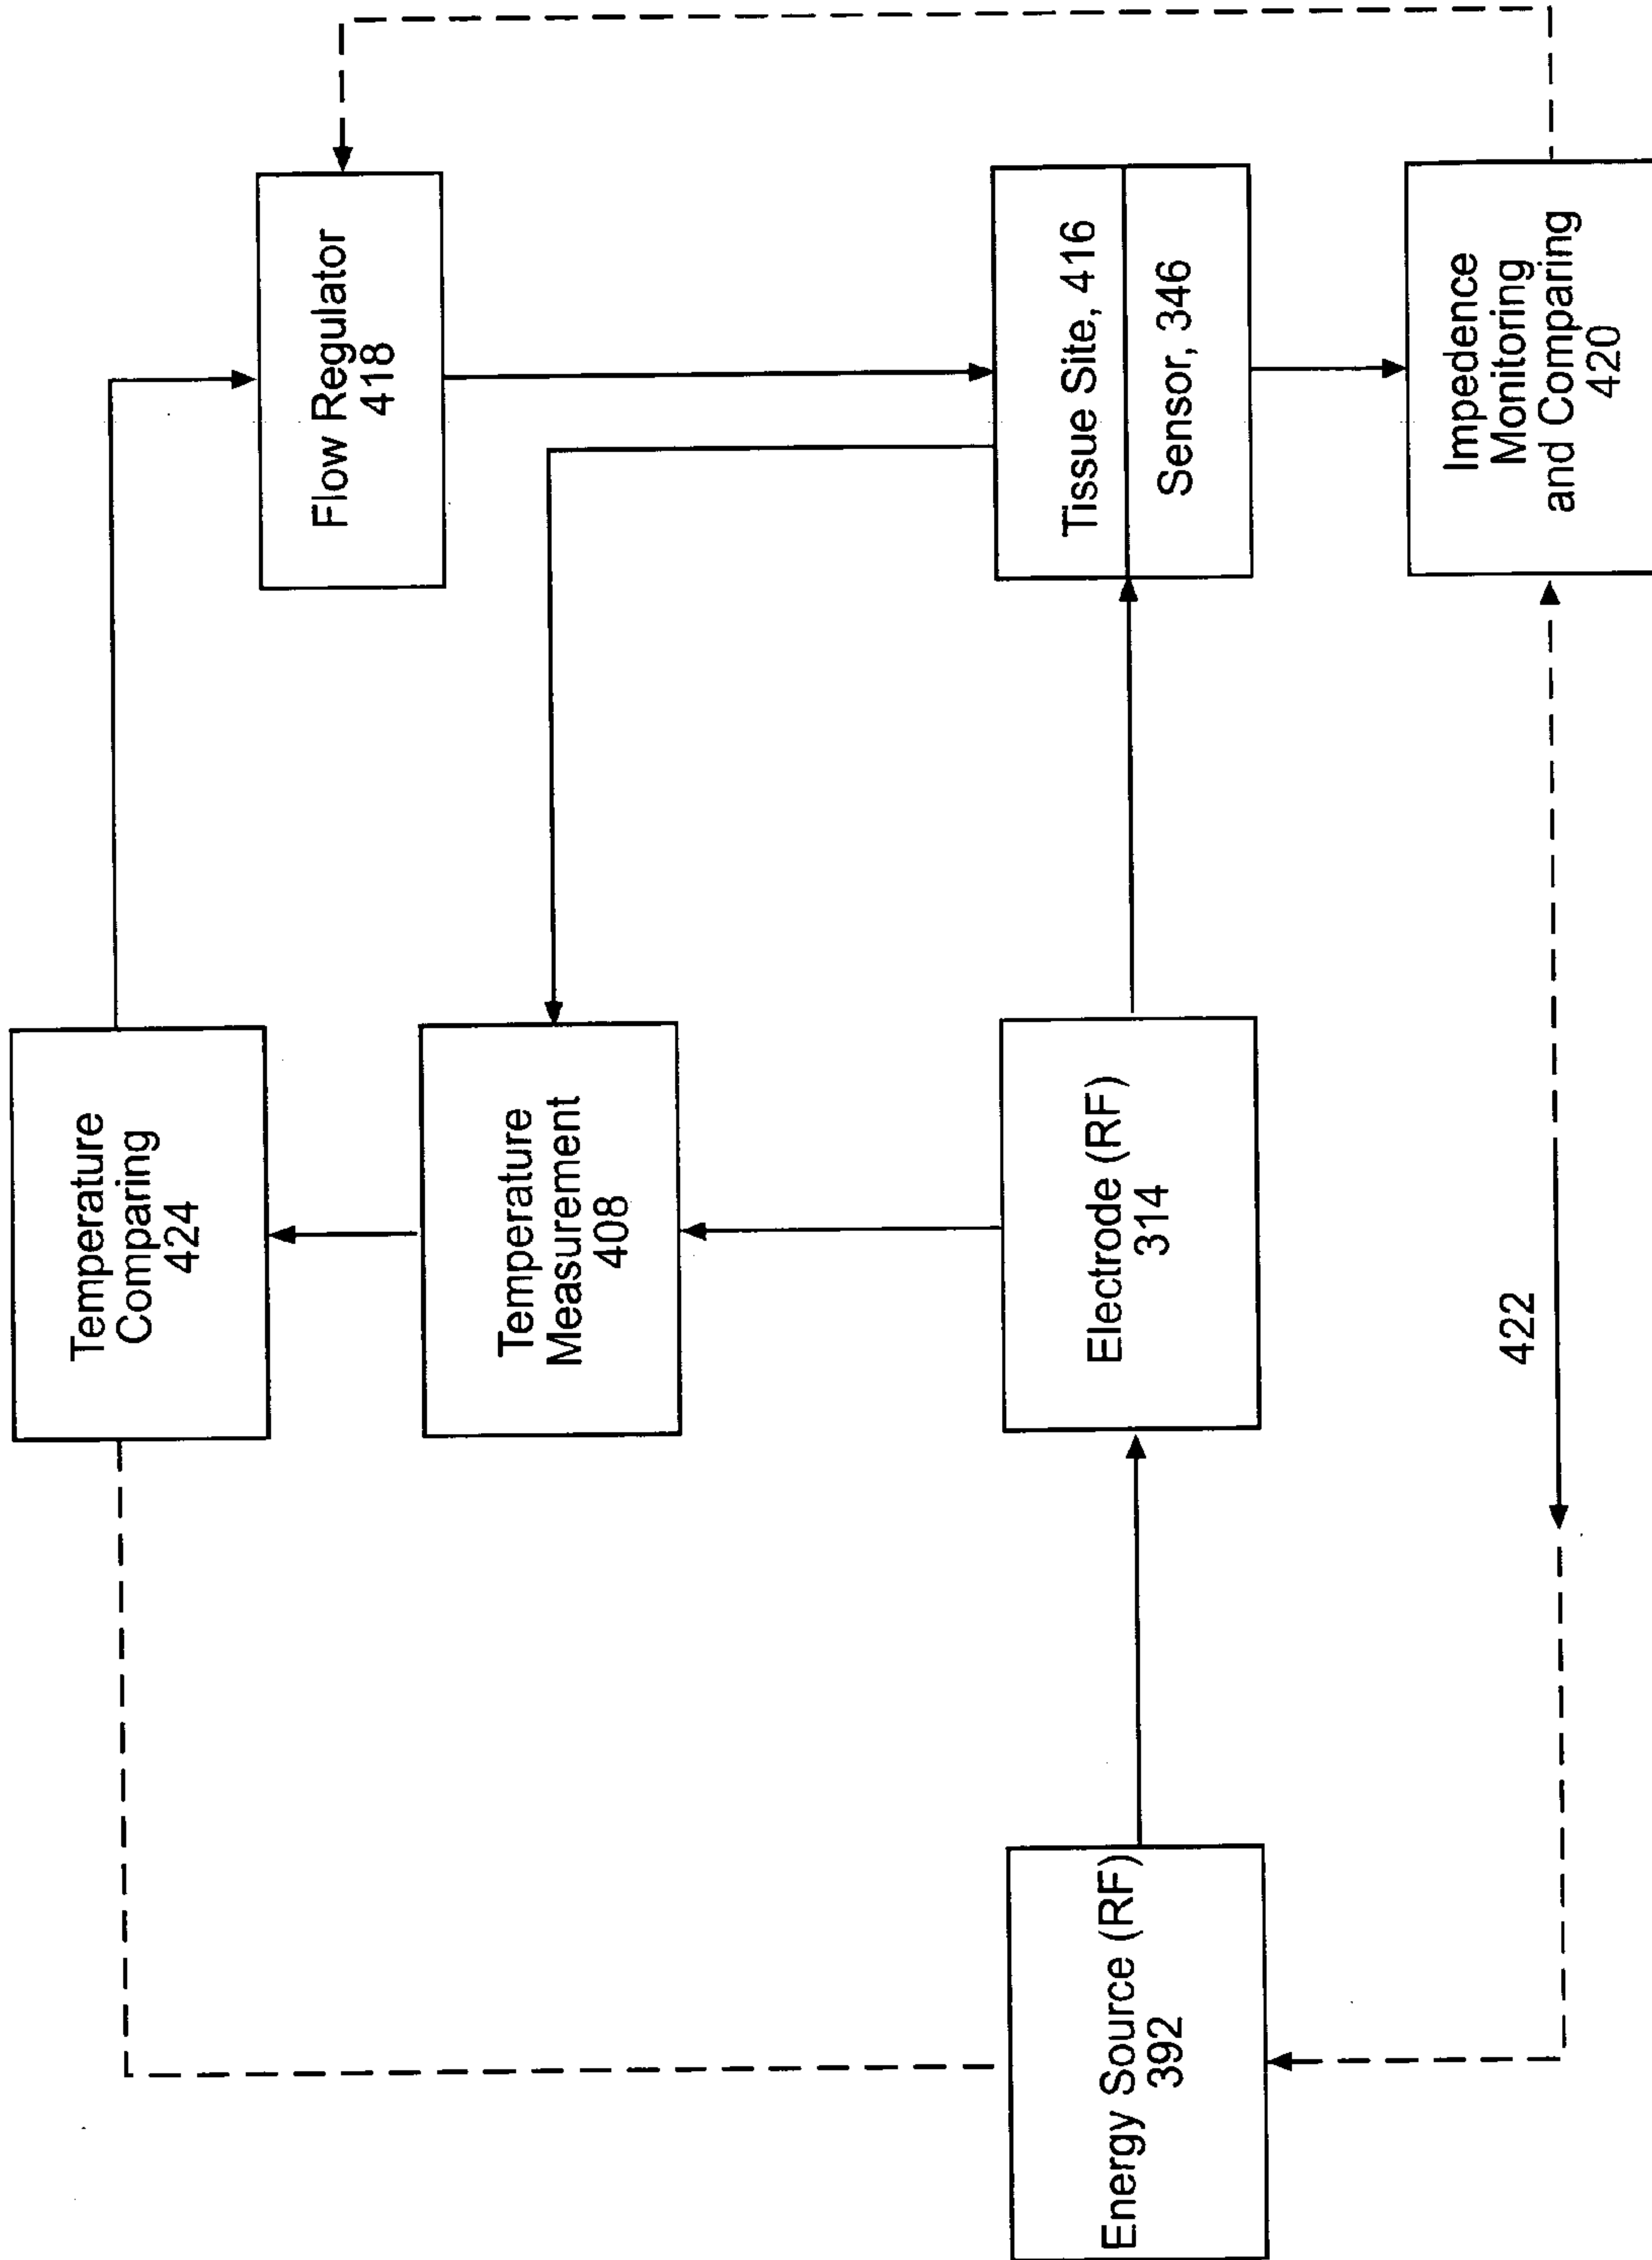 Temperature
Comparing
424
Flow Regulator
418
Temperature
Measurement
408
Energy Source (RF)
392
Electrode (RF)
314
Tissue Site, 416
Sensor, 346
422
Impedence
Monitoring
and Comparing
420